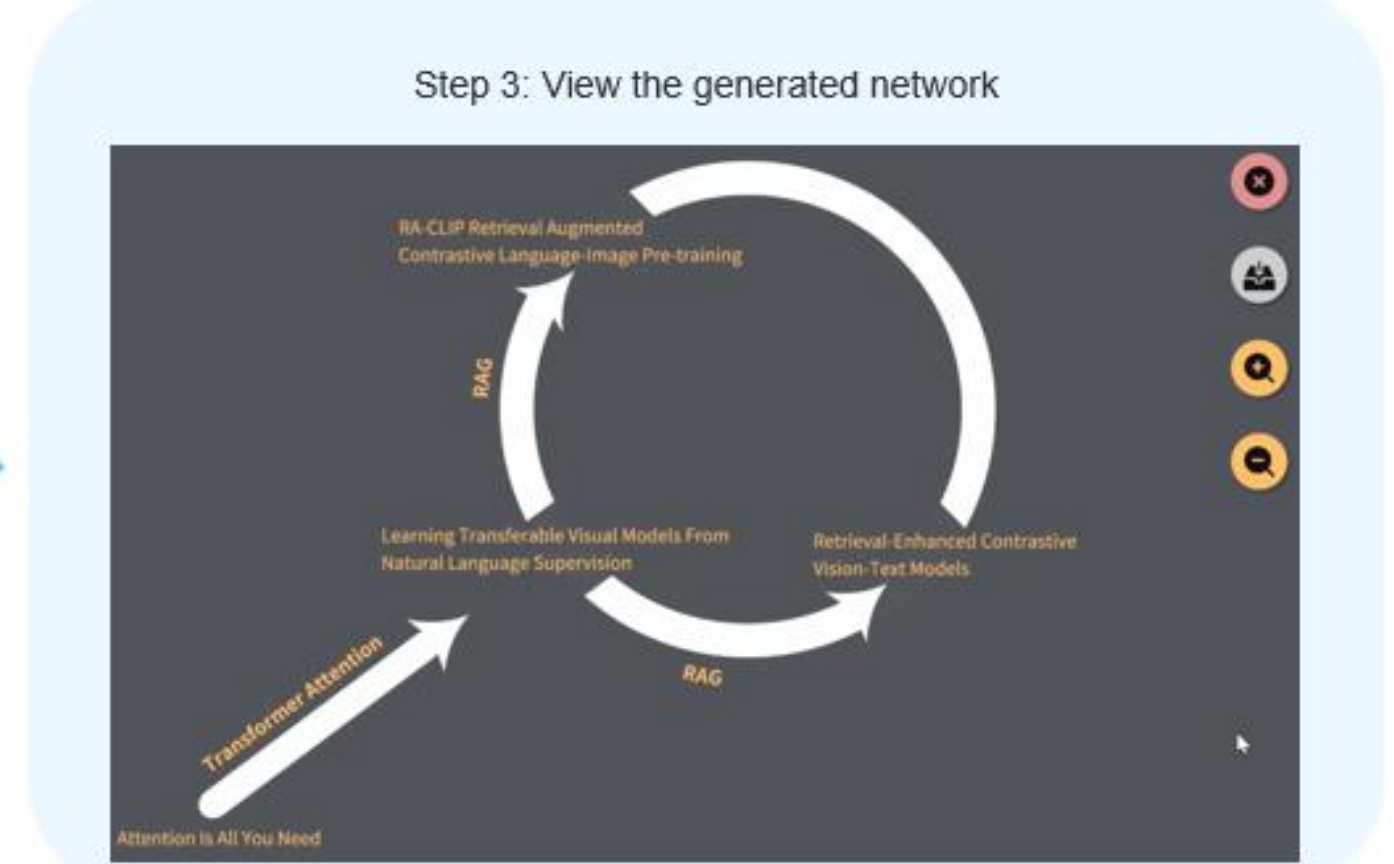 Step 3: View the generated network
RA-CLIP Retrieval Augmented
Contrastive Language-Image Pre-training
RAG
Learning Transferable Visual Models From
Natural Language Supervision
Retrieval-Enhanced Contrastive
Vision-Text Models
RAG
Transformer Attention
Attention Is All You Need